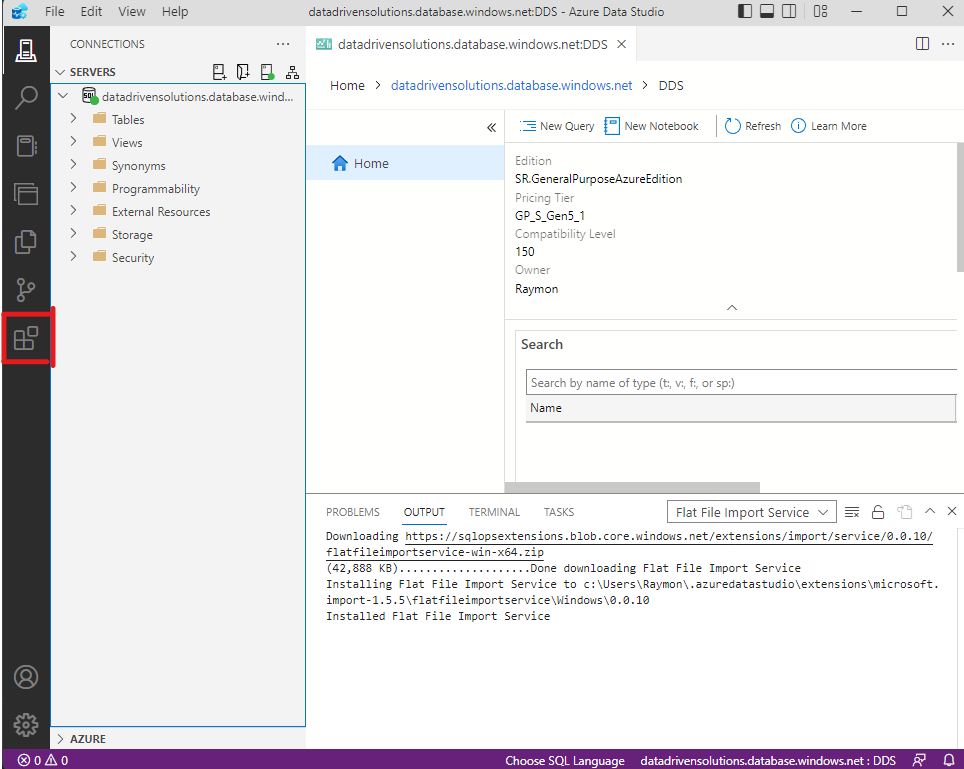 File Edit View Help datadrivensolutions.database.windows.net:DDS - Azure Data Studio
CONNECTIONS
SERVERS
SQL datadrivensolutions.database.wind...
Tables
Views
Synonyms
Programmability
External Resources
Storage
Security
AZURE
datadrivensolutions.database.windows.net:DDS
Home > datadrivensolutions.database.windows.net > DDS
Home
New Query New Notebook Refresh Learn More
Edition
SR.GeneralPurposeAzureEdition
Pricing Tier
GP_S_Gen5_1
Compatibility Level
150
Owner
Raymon
Search
Search by name of type (t:, v:, f:, or sp:)
Name
PROBLEMS OUTPUT TERMINAL TASKS Flat File Import Service
Downloading https://sqlopsextensions.blob.core.windows.net/extensions/import/service/0.0.10/
flatfileimportservice-win-x64.zip
(42,888 KB)....................Done downloading Flat File Import Service
Installing Flat File Import Service to c:\Users\Raymon\.azuredatastudio\extensions\microsoft.
import-1.5.5\flatfileimportservice\Windows\0.0.10
Installed Flat File Import Service
0 0 Choose SQL Language datadrivensolutions.database.windows.net : DDS